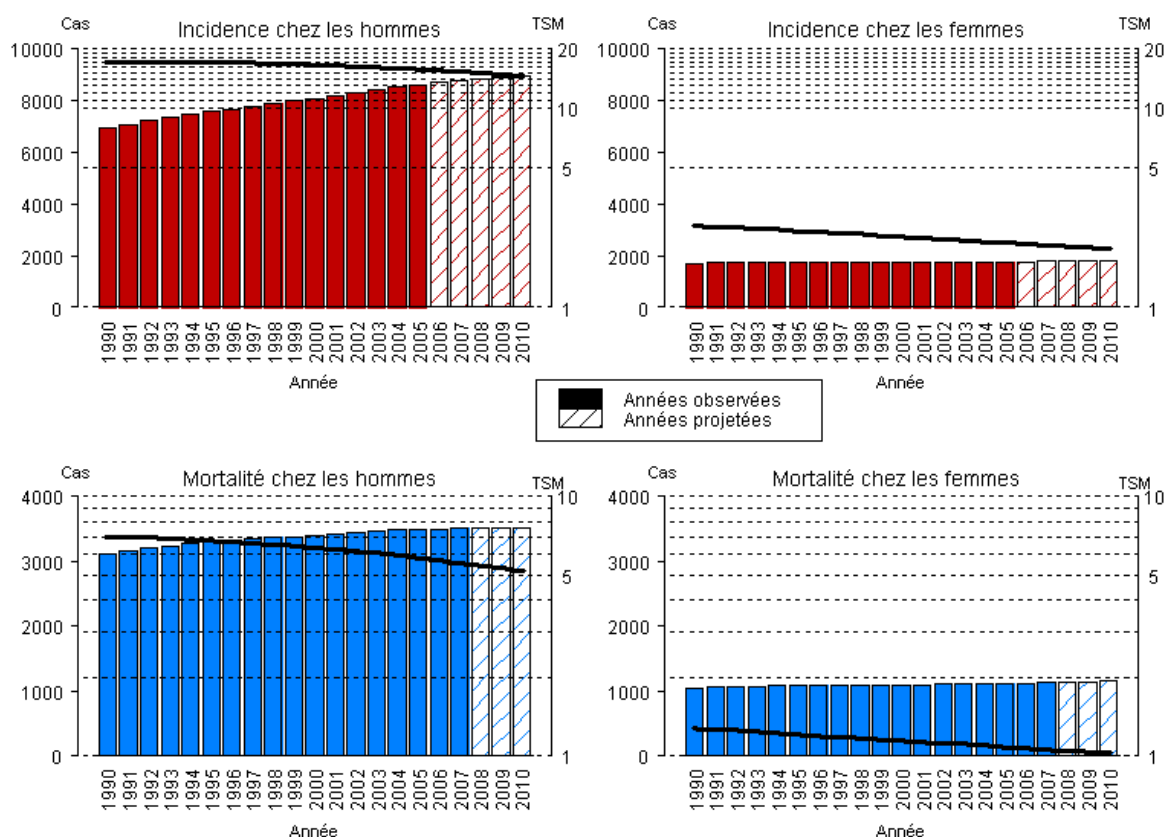 Cas Incidence chez les hommes TSM
10000
8000
6000
4000
2000
0
20
10
5
1
1990 1991 1992 1993 1994 1995 1996 1997 1998 1999 2000 2001 2002 2003 2004 2005 2006 2007 2008 2009 2010
Année
Cas Incidence chez les femmes TSM
10000
8000
6000
4000
2000
0
20
10
5
1
1990 1991 1992 1993 1994 1995 1996 1997 1998 1999 2000 2001 2002 2003 2004 2005 2006 2007 2008 2009 2010
Année
Années observées
Années projetées
Cas Mortalité chez les hommes TSM
4000
3000
2000
1000
0
10
5
1
1990 1991 1992 1993 1994 1995 1996 1997 1998 1999 2000 2001 2002 2003 2004 2005 2006 2007 2008 2009 2010
Année
Cas Mortalité chez les femmes TSM
4000
3000
2000
1000
0
10
5
1
1990 1991 1992 1993 1994 1995 1996 1997 1998 1999 2000 2001 2002 2003 2004 2005 2006 2007 2008 2009 2010
Année